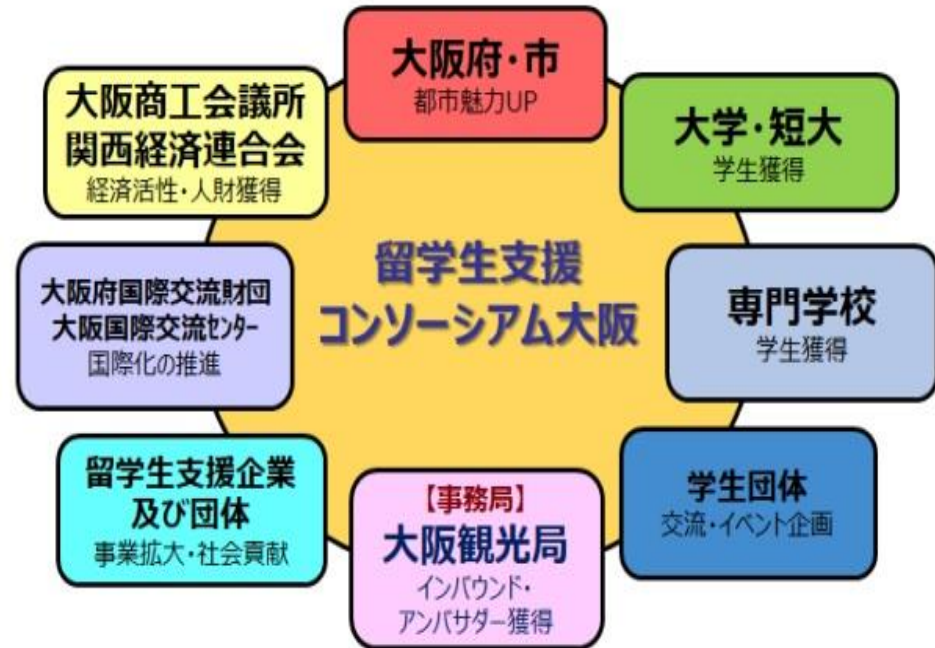 大阪府・市
都市魅力UP
大阪商工会議所
関西経済連合会
経済活性・人財獲得
大学・短大
学生獲得
留学生支援
コンソーシアム大阪
大阪府国際交流財団
大阪国際交流センター
国際化の推進
専門学校
学生獲得
留学生支援企業
及び団体
事業拡大・社会貢献
【事務局】
大阪観光局
インバウンド・
アンバサダー獲得
学生団体
交流・イベント企画